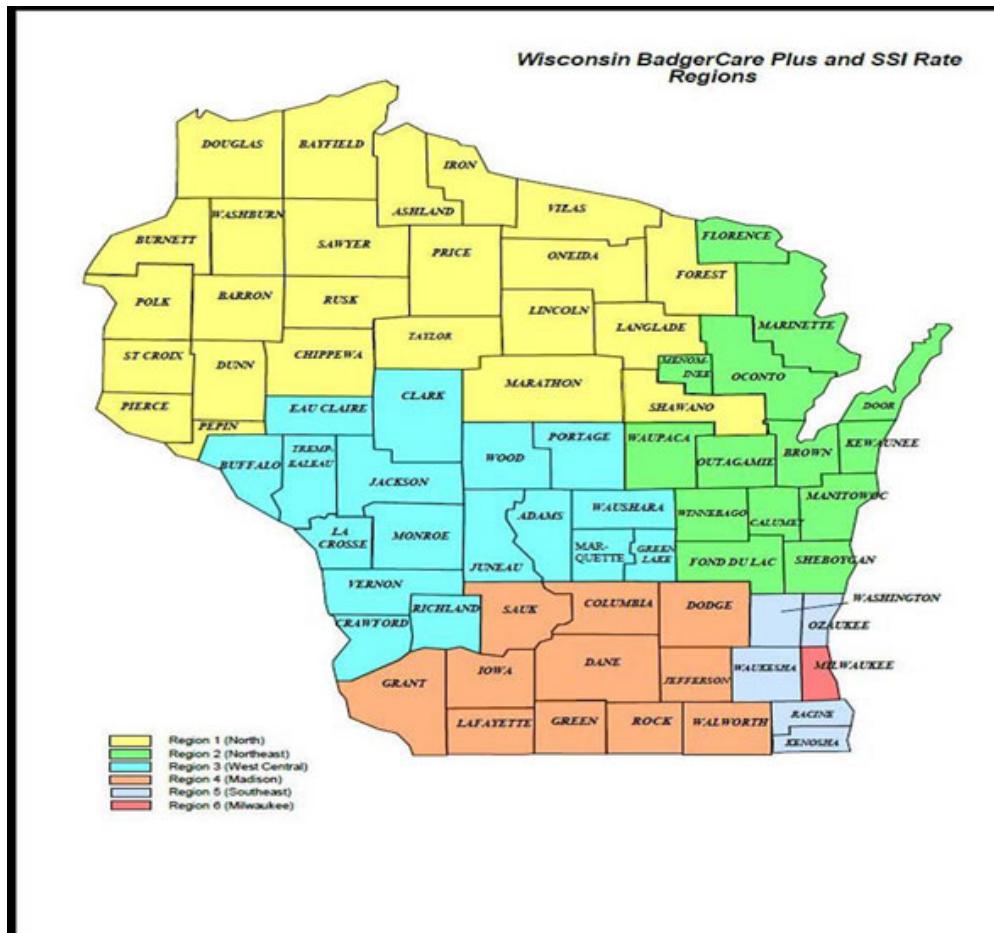 Wisconsin BadgerCare Plus and SSI Rate
Regions
DOUGLAS
BAYFIELD
IRON
ASHLAND
VILAS
WASHBURN
BURNETT
SAWYER
PRICE
ONEIDA
FLORENCE
FOREST
POLK
BARRON
RUSK
LINCOLN
LANGLADE
MARINETTE
TAYLOR
ST CROIX
DUNN
CHIPPEWA
MENOM-
INEE
OCONTO
MARATHON
CLARK
PIERCE
EAU CLAIRE
SHAWANO
DOOR
PEPIN
PORTAGE
WAUPACA
KEWAUNEE
TREMP-
EALEAU
BUFFALO
WOOD
OUTAGAMIE
BROWN
JACKSON
MANITOWOC
ADAMS
WAUSHARA
WINNEBAGO
CALUMET
LA
CROSSE
MONROE
MAR-
QUETTE
GREEN
LAKE
JUNEAU
FOND DU LAC
SHEBOYGAN
VERNON
WASHINGTON
RICHLAND
SAUK
COLUMBIA
DODGE
CRAWFORD
OZAUKEE
DANE
WAUKESHA
MILWAUKEE
IOWA
GRANT
JEFFERSON
LAFAYETTE
GREEN
ROCK
WALWORTH
RACINE
KENOSHA
Region 1 (North)
Region 2 (Northeast)
Region 3 (West Central)
Region 4 (Madison)
Region 5 (Southeast)
Region 6 (Milwaukee)